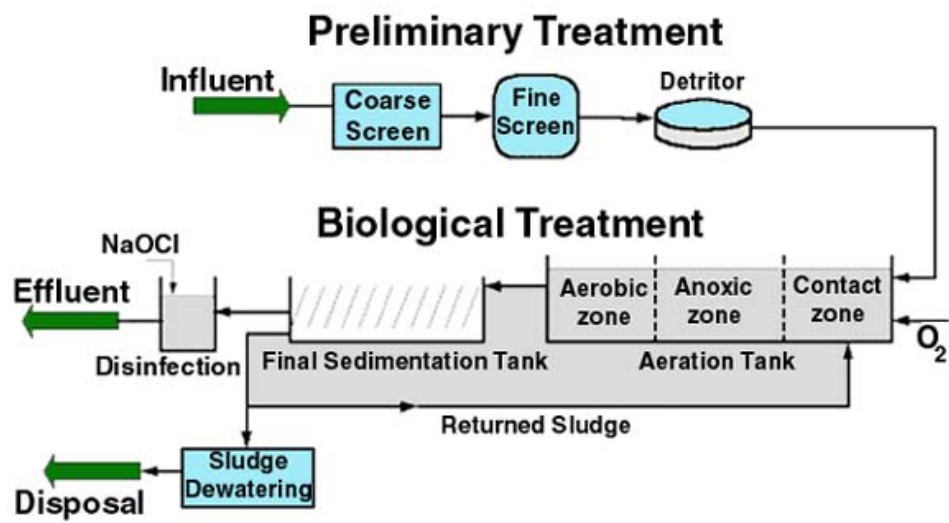 Preliminary Treatment
Influent
Coarse
Screen
Fine
Screen
Detritor
Biological Treatment
NaOCl
Effluent
Disinfection
Final Sedimentation Tank
Aerobic
zone
Anoxic
zone
Contact
zone
O2
Aeration Tank
Returned Sludge
Sludge
Dewatering
Disposal